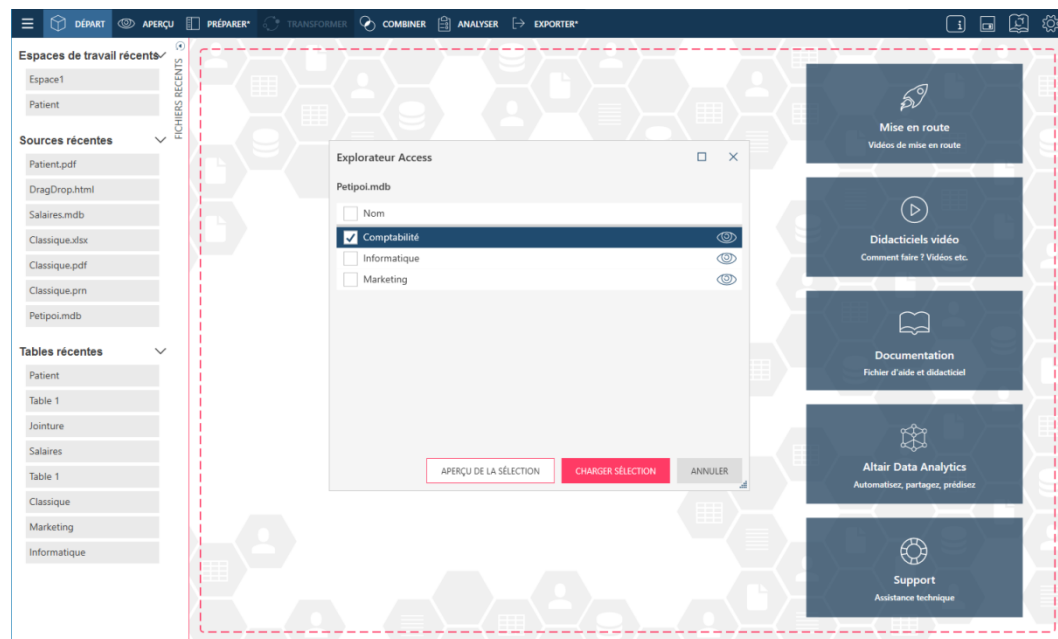 DÉPART APERÇU PRÉPARER* TRANSFORMER COMBINER ANALYSER EXPORTER*
Espaces de travail récents
Espace1
Patient
Sources récentes
Patient.pdf
DragDrop.html
Salaires.mdb
Classique.xlsx
Classique.pdf
Classique.prn
Petipoi.mdb
Tables récentes
Patient
Table 1
Jointure
Salaires
Table 1
Classique
Marketing
Informatique
FICHIERS RECENTS
Explorateur Access
Petipoi.mdb
Nom
Comptabilité
Informatique
Marketing
APERÇU DE LA SÉLECTION CHARGER SÉLECTION ANNULER
Mise en route
Vidéos de mise en route
Didacticiels vidéo
Comment faire ? Vidéos etc.
Documentation
Fichier d'aide et didacticiel
Altair Data Analytics
Automatisez, partagez, prédisez
Support
Assistance technique